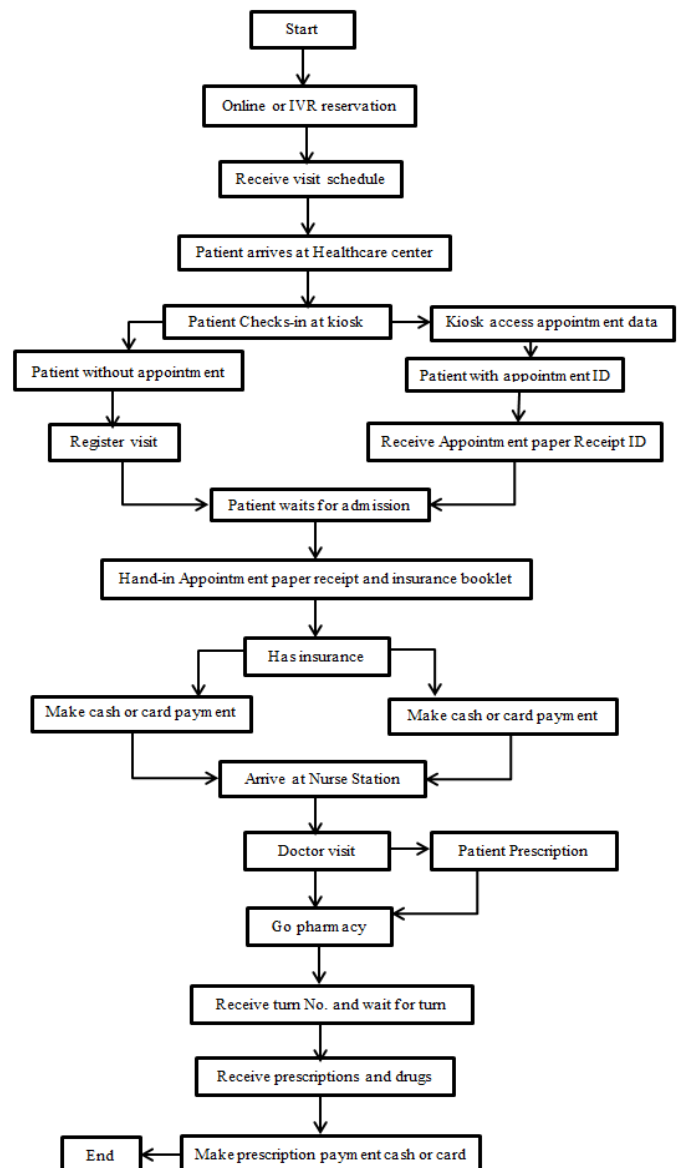 Start
Online or IVR reservation
Receive visit schedule
Patient arrives at Healthcare center
Patient Checks-in at kiosk
Kiosk access appointment data
Patient without appointment
Patient with appointment ID
Register visit
Receive Appointment paper Receipt ID
Patient waits for admission
Hand-in Appointment paper receipt and insurance booklet
Has insurance
Make cash or card payment
Make cash or card payment
Arrive at Nurse Station
Doctor visit
Patient Prescription
Go pharmacy
Receive turn No. and wait for turn
Receive prescriptions and drugs
End
Make prescription payment cash or card